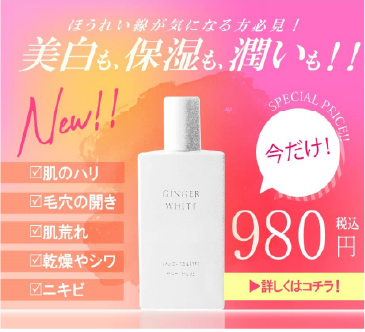 ほうれい線が気になる方必見！
美白も、保湿も、潤いも！！
New!!
SPECIAL PRICE!!
今だけ！
☑肌のハリ
☑毛穴の開き
☑肌荒れ
☑乾燥やシワ
☑ニキビ
GINGER
WHITE
980税込円
▶詳しくはコチラ！